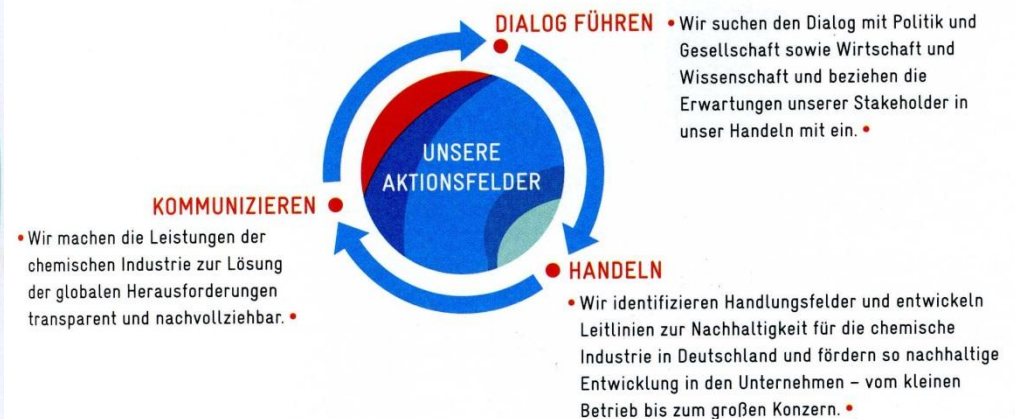 DIALOG FÜHREN
• Wir suchen den Dialog mit Politik und
Gesellschaft sowie Wirtschaft und
Wissenschaft und beziehen die
Erwartungen unserer Stakeholder in
unser Handeln mit ein. •
UNSERE
AKTIONSFELDER
KOMMUNIZIEREN
• Wir machen die Leistungen der
chemischen Industrie zur Lösung
der globalen Herausforderungen
transparent und nachvollziehbar. •
HANDELN
• Wir identifizieren Handlungsfelder und entwickeln
Leitlinien zur Nachhaltigkeit für die chemische
Industrie in Deutschland und fördern so nachhaltige
Entwicklung in den Unternehmen – vom kleinen
Betrieb bis zum großen Konzern. •